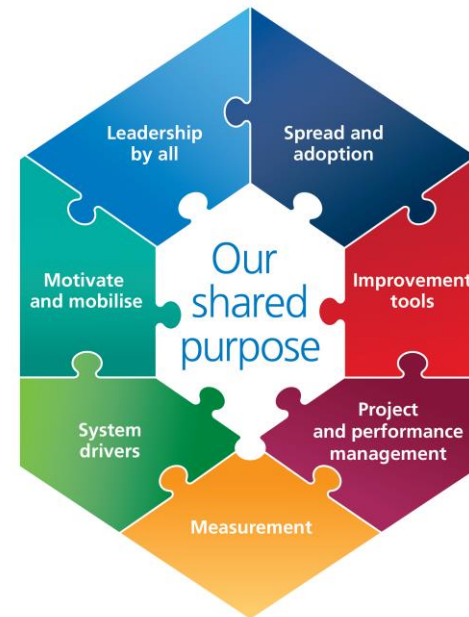 Leadership
by all
Spread and
adoption
Our
shared
purpose
Motivate
and mobilise
Improvement
tools
System
drivers
Project
and performance
management
Measurement